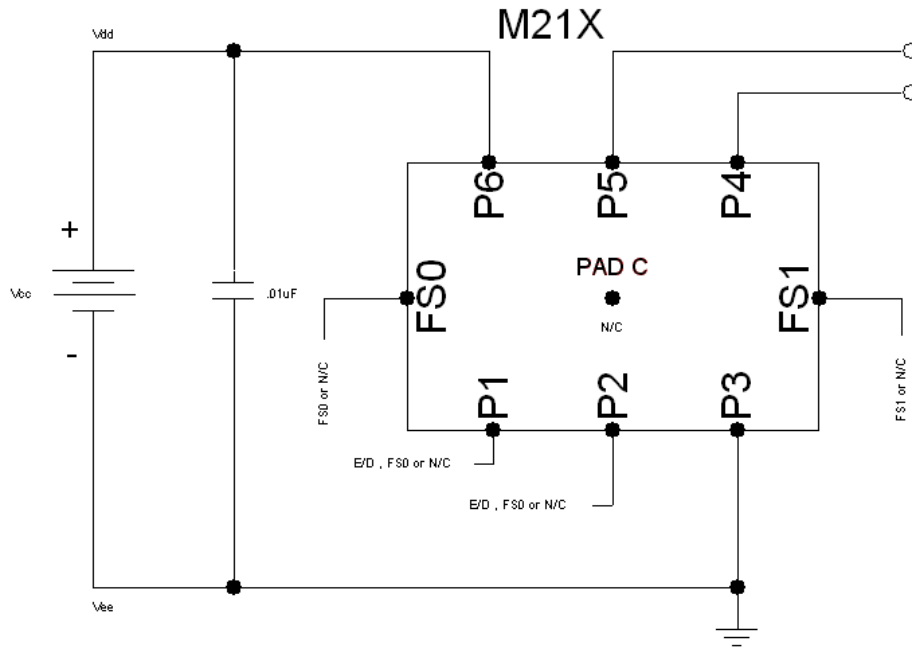 M21X
Vdd
P6
P5
P4
+
Vcc
-
.01uF
FS0
PAD C
N/C
FS1
FS0 or N/C
FS1 or N/C
P1
P2
P3
E/D , FS0 or N/C
E/D , FS0 or N/C
Vee